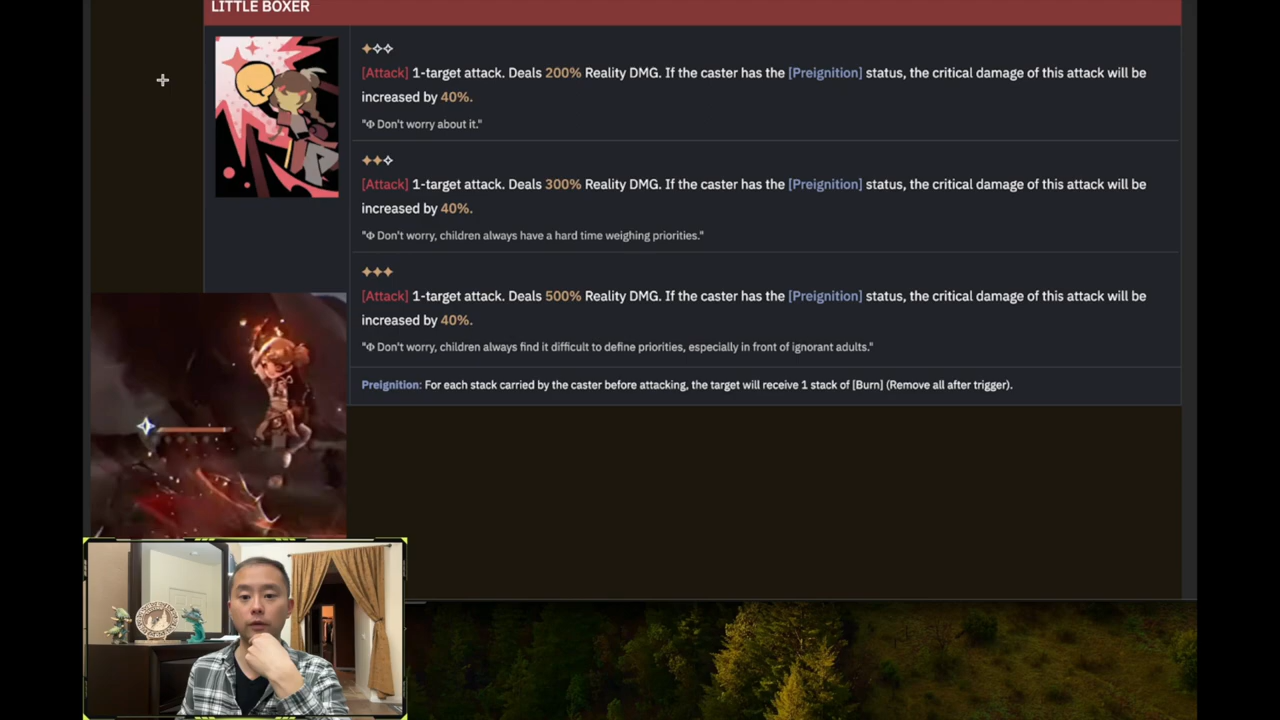 LITTLE BOXER
[Attack] 1-target attack. Deals 200% Reality DMG. If the caster has the [Preignition] status, the critical damage of this attack will be
increased by 40%.
"Φ Don't worry about it."
[Attack] 1-target attack. Deals 300% Reality DMG. If the caster has the [Preignition] status, the critical damage of this attack will be
increased by 40%.
"Φ Don't worry, children always have a hard time weighing priorities."
[Attack] 1-target attack. Deals 500% Reality DMG. If the caster has the [Preignition] status, the critical damage of this attack will be
increased by 40%.
"Φ Don't worry, children always find it difficult to define priorities, especially in front of ignorant adults."
Preignition: For each stack carried by the caster before attacking, the target will receive 1 stack of [Burn] (Remove all after trigger).